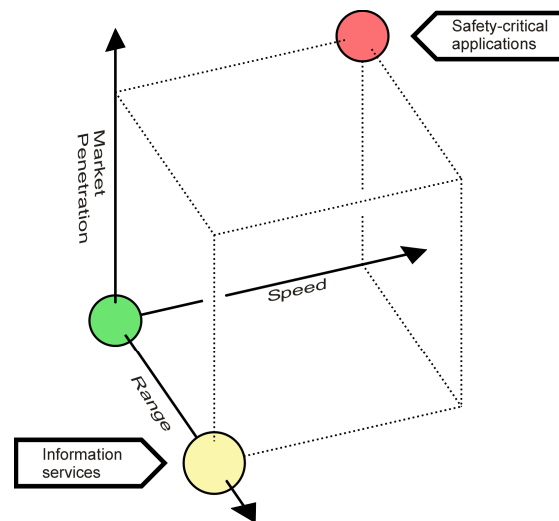 Safety-critical
applications
Market
Penetration
Speed
Range
Information
services